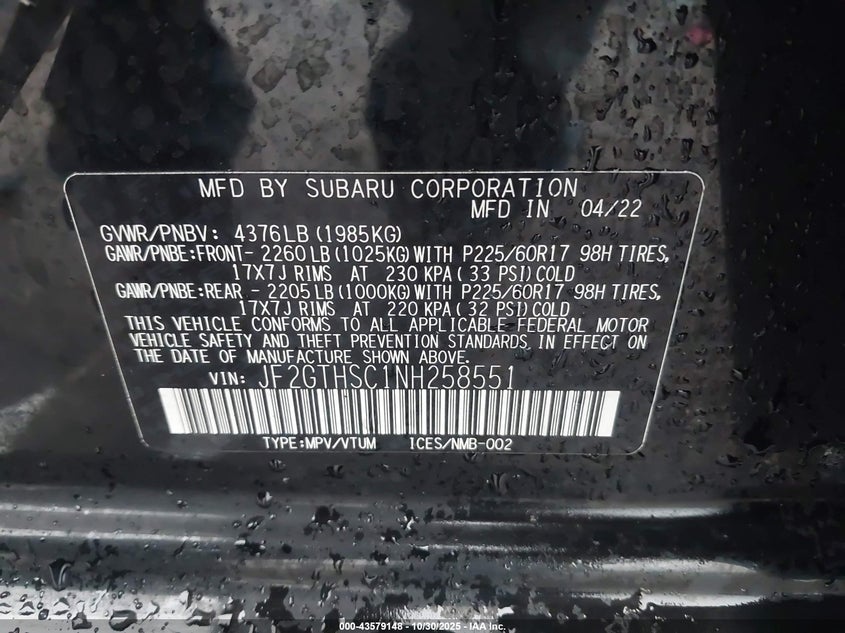 MFD BY SUBARU CORPORATION
MFD IN 04/22
GVWR/PNBV: 4376LB (1985KG)
GAWR/PNBE:FRONT- 2260LB (1025KG) WITH P225/60R17 98H TIRES,
17X7J RIMS AT 230 KPA (33 PSI) COLD
GAWR/PNBE:REAR - 2205LB (1000KG) WITH P225/60R17 98H TIRES,
17X7J RIMS AT 220 KPA (32 PSI) COLD
THIS VEHICLE CONFORMS TO ALL APPLICABLE FEDERAL MOTOR
VEHICLE SAFETY AND THEFT PREVENTION STANDARDS IN EFFECT ON
THE DATE OF MANUFACTURE SHOWN ABOVE.
VIN: JF2GTHSC1NH258551
TYPE:MPV/VTUM ICES/NMB-002
000-43579148 - 10/30/2025 - IAA Inc.